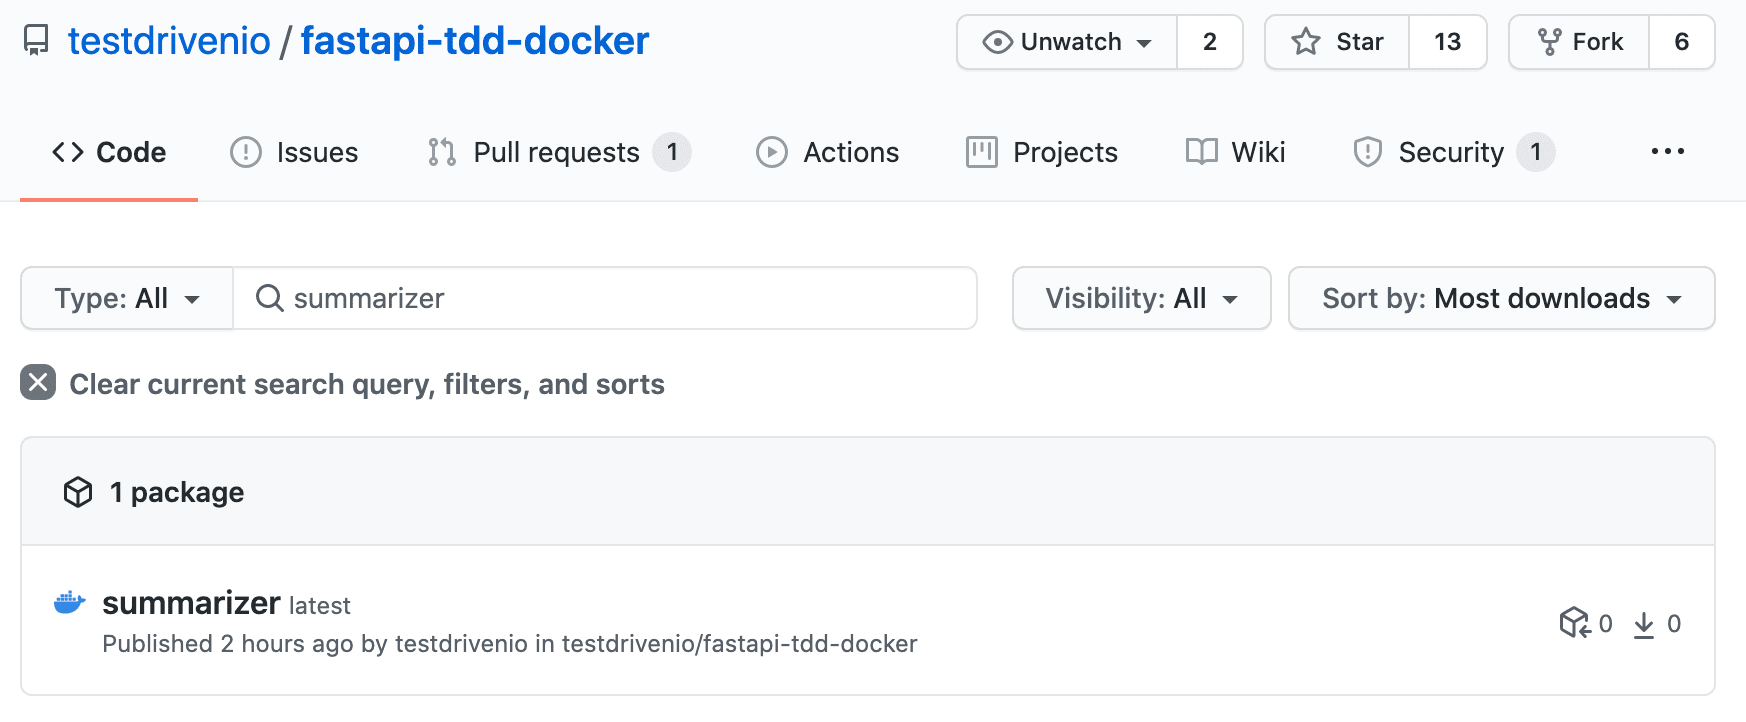 testdrivenio / fastapi-tdd-docker Unwatch 2 Star 13 Fork 6
Code Issues Pull requests 1 Actions Projects Wiki Security 1 ...
Type: All summarizer Visibility: All Sort by: Most downloads
Clear current search query, filters, and sorts
1 package
summarizer latest
Published 2 hours ago by testdrivenio in testdrivenio/fastapi-tdd-docker 0 0